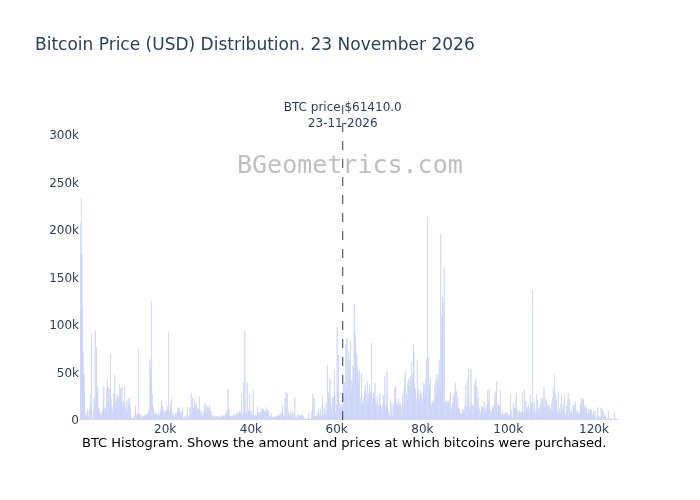 Bitcoin Price (USD) Distribution. 23 November 2026
BTC price:$61410.0
23-11-2026
300k
BGeometrics.com
250k
200k
150k
100k
50k
0
20k 40k 60k 80k 100k 120k
BTC Histogram. Shows the amount and prices at which bitcoins were purchased.